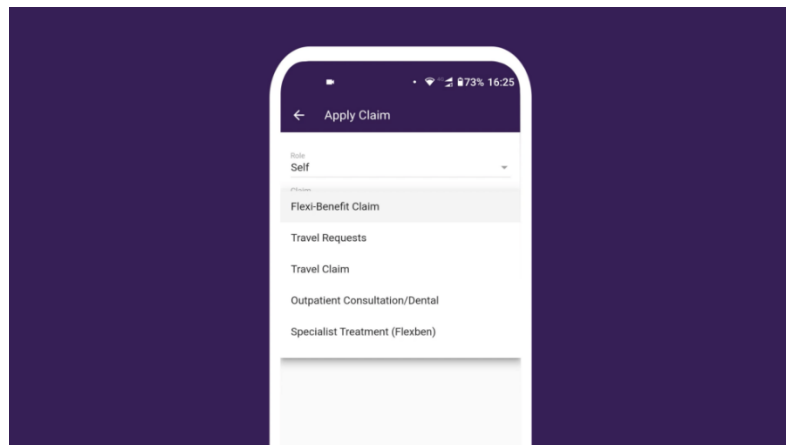 73% 16:25
Apply Claim
Role
Self
Claim
Flexi-Benefit Claim
Travel Requests
Travel Claim
Outpatient Consultation/Dental
Specialist Treatment (Flexben)